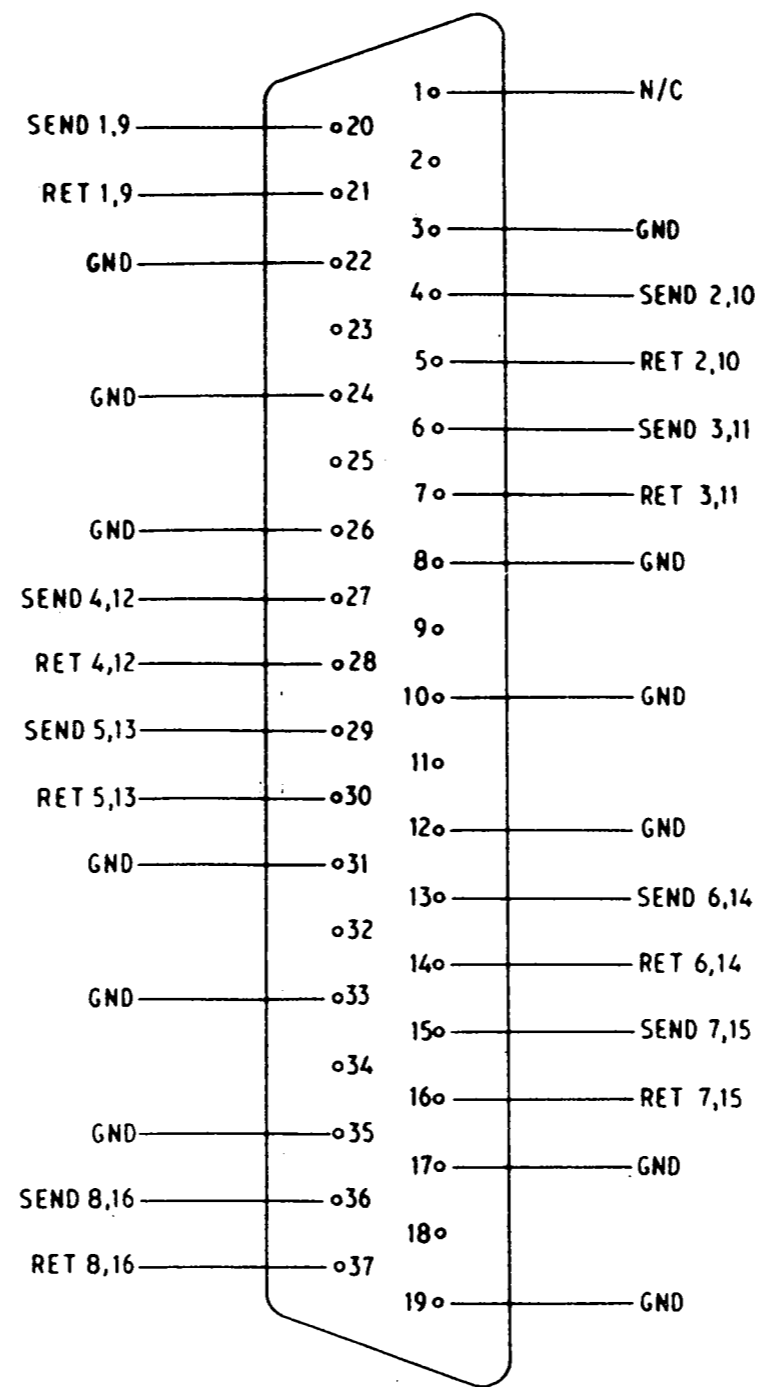 1 N/C
SEND 1,9 20
2
RET 1,9 21
3 GND
GND 22
4 SEND 2,10
23
5 RET 2,10
GND 24
6 SEND 3,11
25
7 RET 3,11
GND 26
8 GND
SEND 4,12 27
9
RET 4,12 28
10 GND
SEND 5,13 29
11
RET 5,13 30
12 GND
GND 31
13 SEND 6,14
32
14 RET 6,14
GND 33
15 SEND 7,15
34
16 RET 7,15
GND 35
17 GND
SEND 8,16 36
18
RET 8,16 37
19 GND